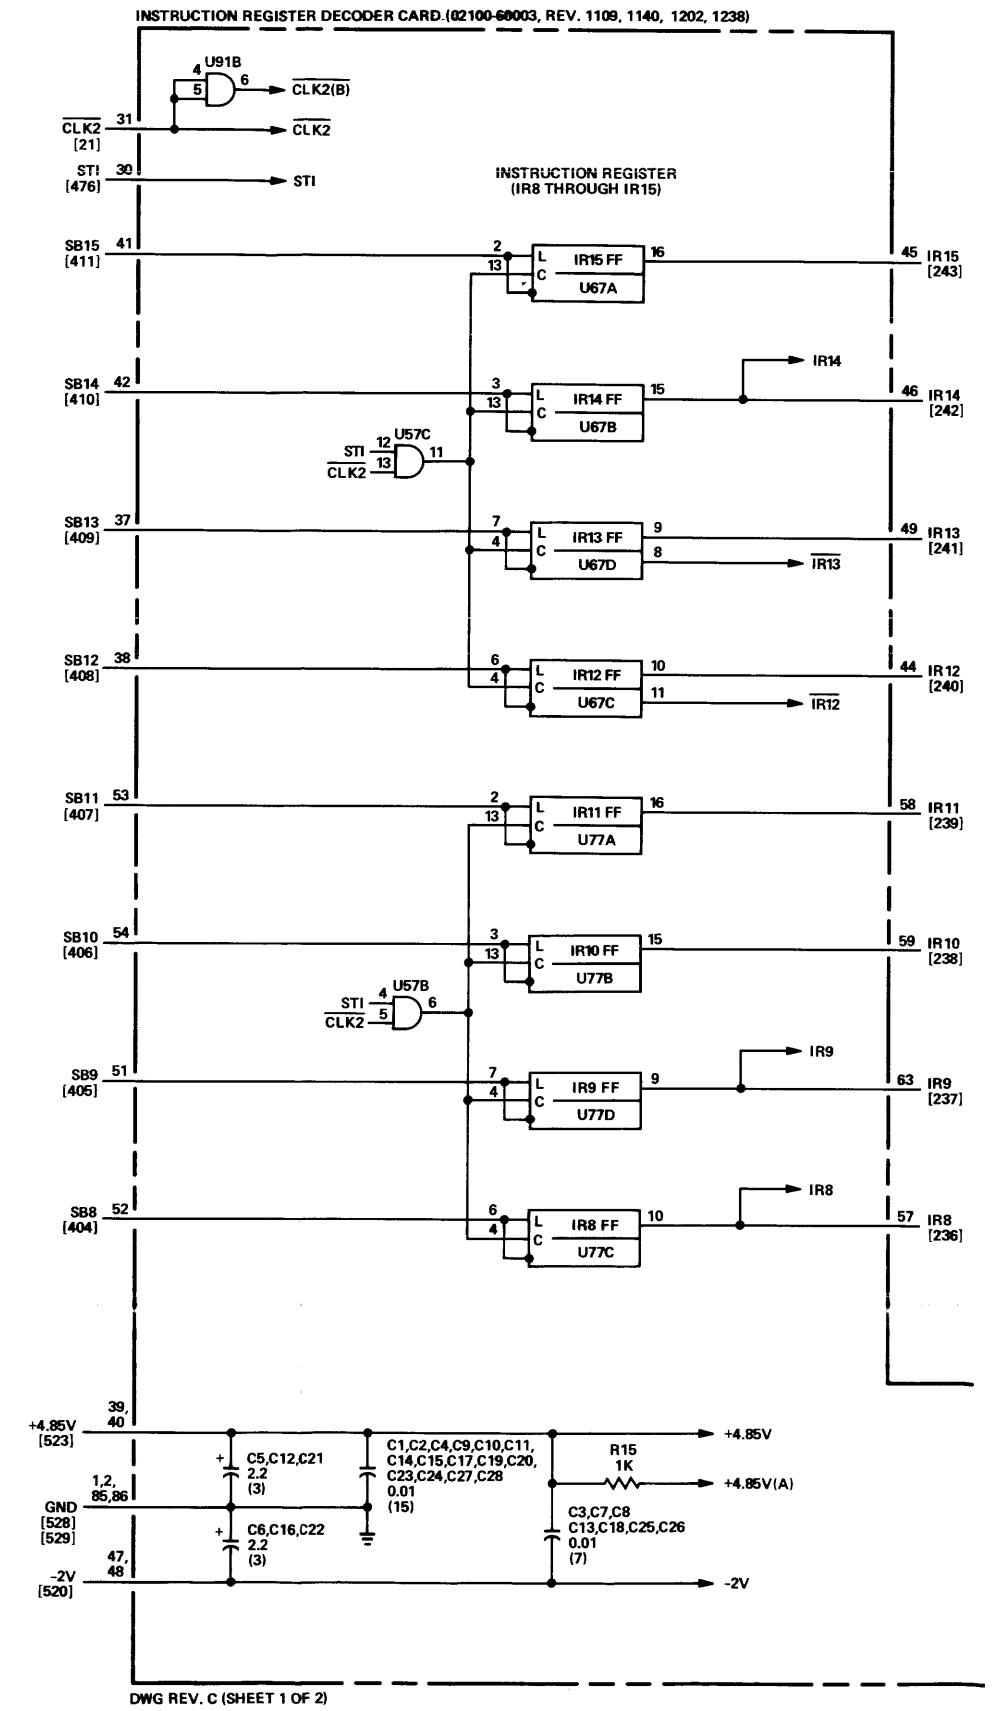 INSTRUCTION REGISTER DECODER CARD (02100-60003, REV. 1109, 1140, 1202, 1238)
U91B
4
5
6
CLK2(B)
31
CLK2
[21]
CLK2
STI
30
[476]
STI
INSTRUCTION REGISTER
(IR8 THROUGH IR15)
SB15
41
[411]
2
13
L
C
IR15 FF
U67A
16
45
IR15
[243]
IR14
SB14
42
[410]
3
13
L
C
IR14 FF
U67B
15
46
IR14
[242]
U57C
STI
12
CLK2
13
11
SB13
37
[409]
7
4
L
C
IR13 FF
U67D
9
8
49
IR13
[241]
IR13
SB12
38
[408]
6
4
L
C
IR12 FF
U67C
10
11
44
IR12
[240]
IR12
SB11
53
[407]
2
13
L
C
IR11 FF
U77A
16
58
IR11
[239]
SB10
54
[406]
3
13
L
C
IR10 FF
U77B
15
59
IR10
[238]
U57B
STI
4
CLK2
5
6
IR9
SB9
51
[405]
7
4
L
C
IR9 FF
U77D
9
63
IR9
[237]
IR8
SB8
52
[404]
6
4
L
C
IR8 FF
U77C
10
57
IR8
[236]
39,
40
+4.85V
[523]
+4.85V
+
C5,C12,C21
2.2
(3)
C1,C2,C4,C9,C10,C11,
C14,C15,C17,C19,C20,
C23,C24,C27,C28
0.01
(15)
R15
1K
+4.85V(A)
1,2,
85,86
GND
[528]
[529]
+
C6,C16,C22
2.2
(3)
C3,C7,C8
C13,C18,C25,C26
0.01
(7)
47,
48
-2V
[520]
-2V
DWG REV. C (SHEET 1 OF 2)